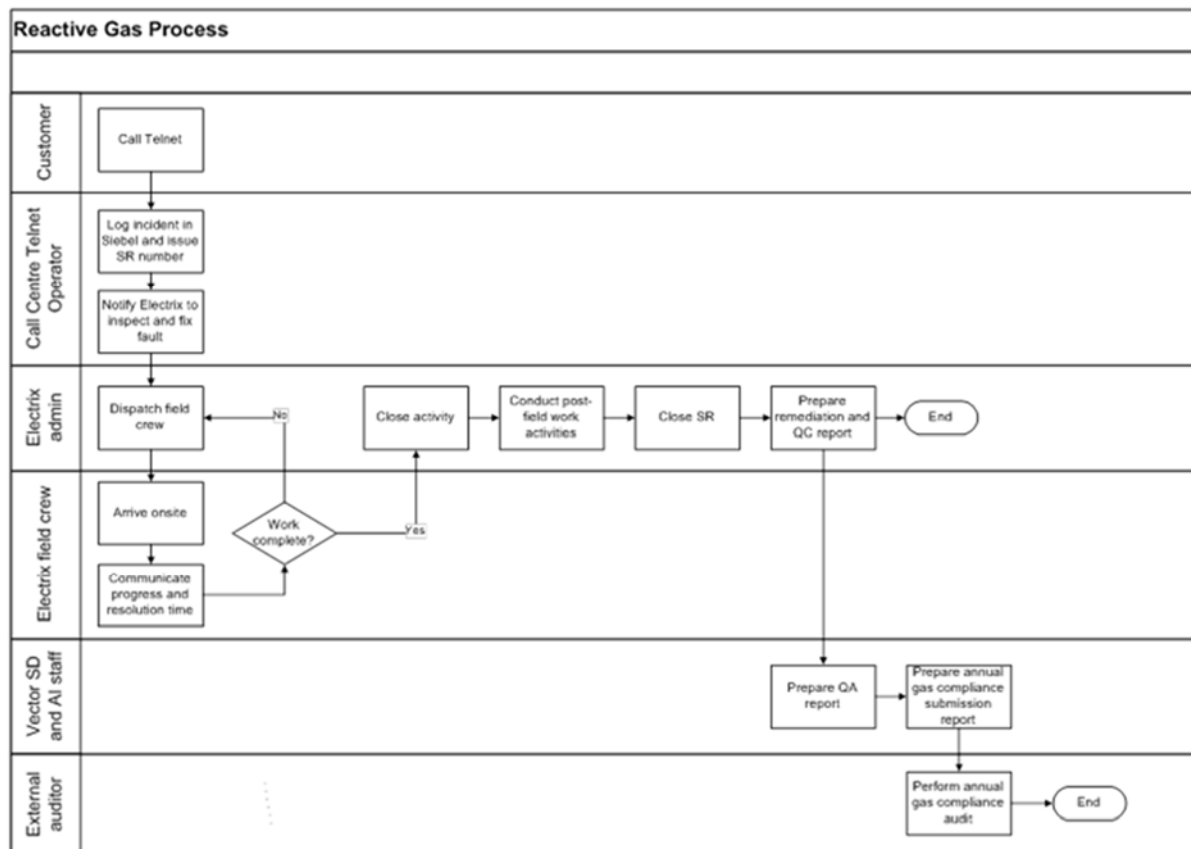 Reactive Gas Process
Customer
Call Telnet
Call Centre Telnet
Operator
Log incident in
Siebel and issue
SR number
Notify Electrix to
inspect and fix
fault
Electrix
admin
Dispatch field
crew
No
Close activity
Conduct post-
field work
activities
Close SR
Prepare
remediation and
QC report
End
Electrix field crew
Arrive onsite
Work
complete?
Yes
Communicate
progress and
resolution time
Vector SD
and AI staff
Prepare QA
report
Prepare annual
gas compliance
submission
report
External
auditor
Perform annual
gas compliance
audit
End